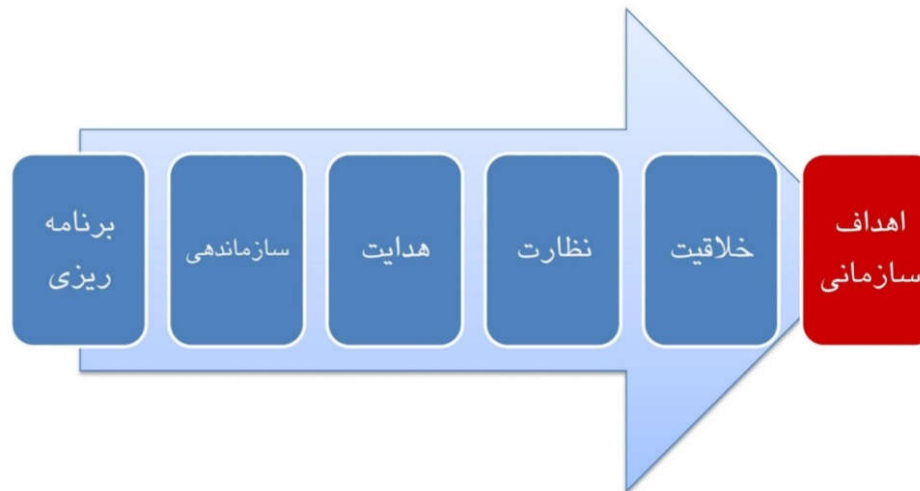 برنامه
ریزی
سازماندهی
هدایت
نظارت
خلاقیت
اهداف
سازمانی